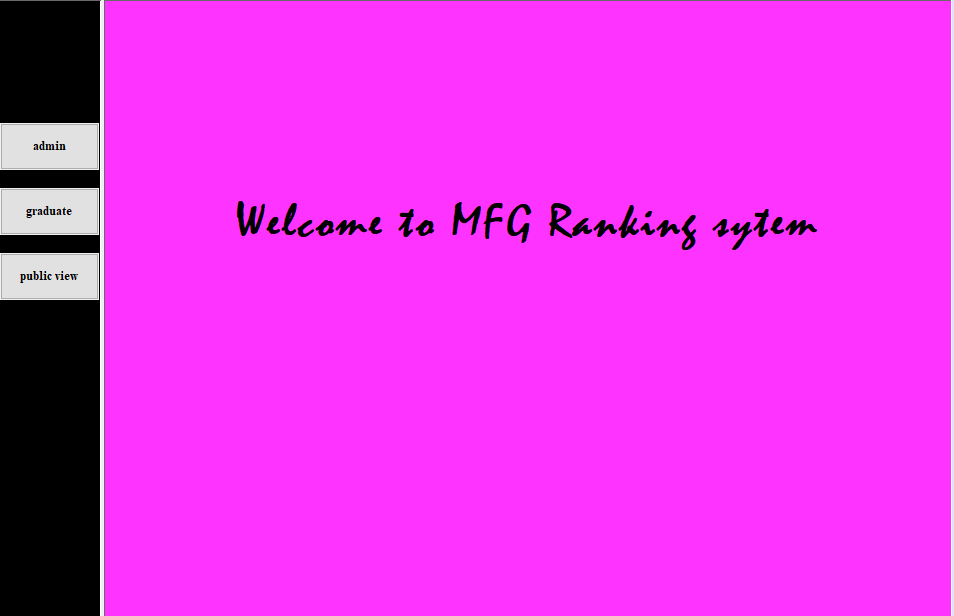 admin
graduate
public view
Welcome to MFG Ranking sytem